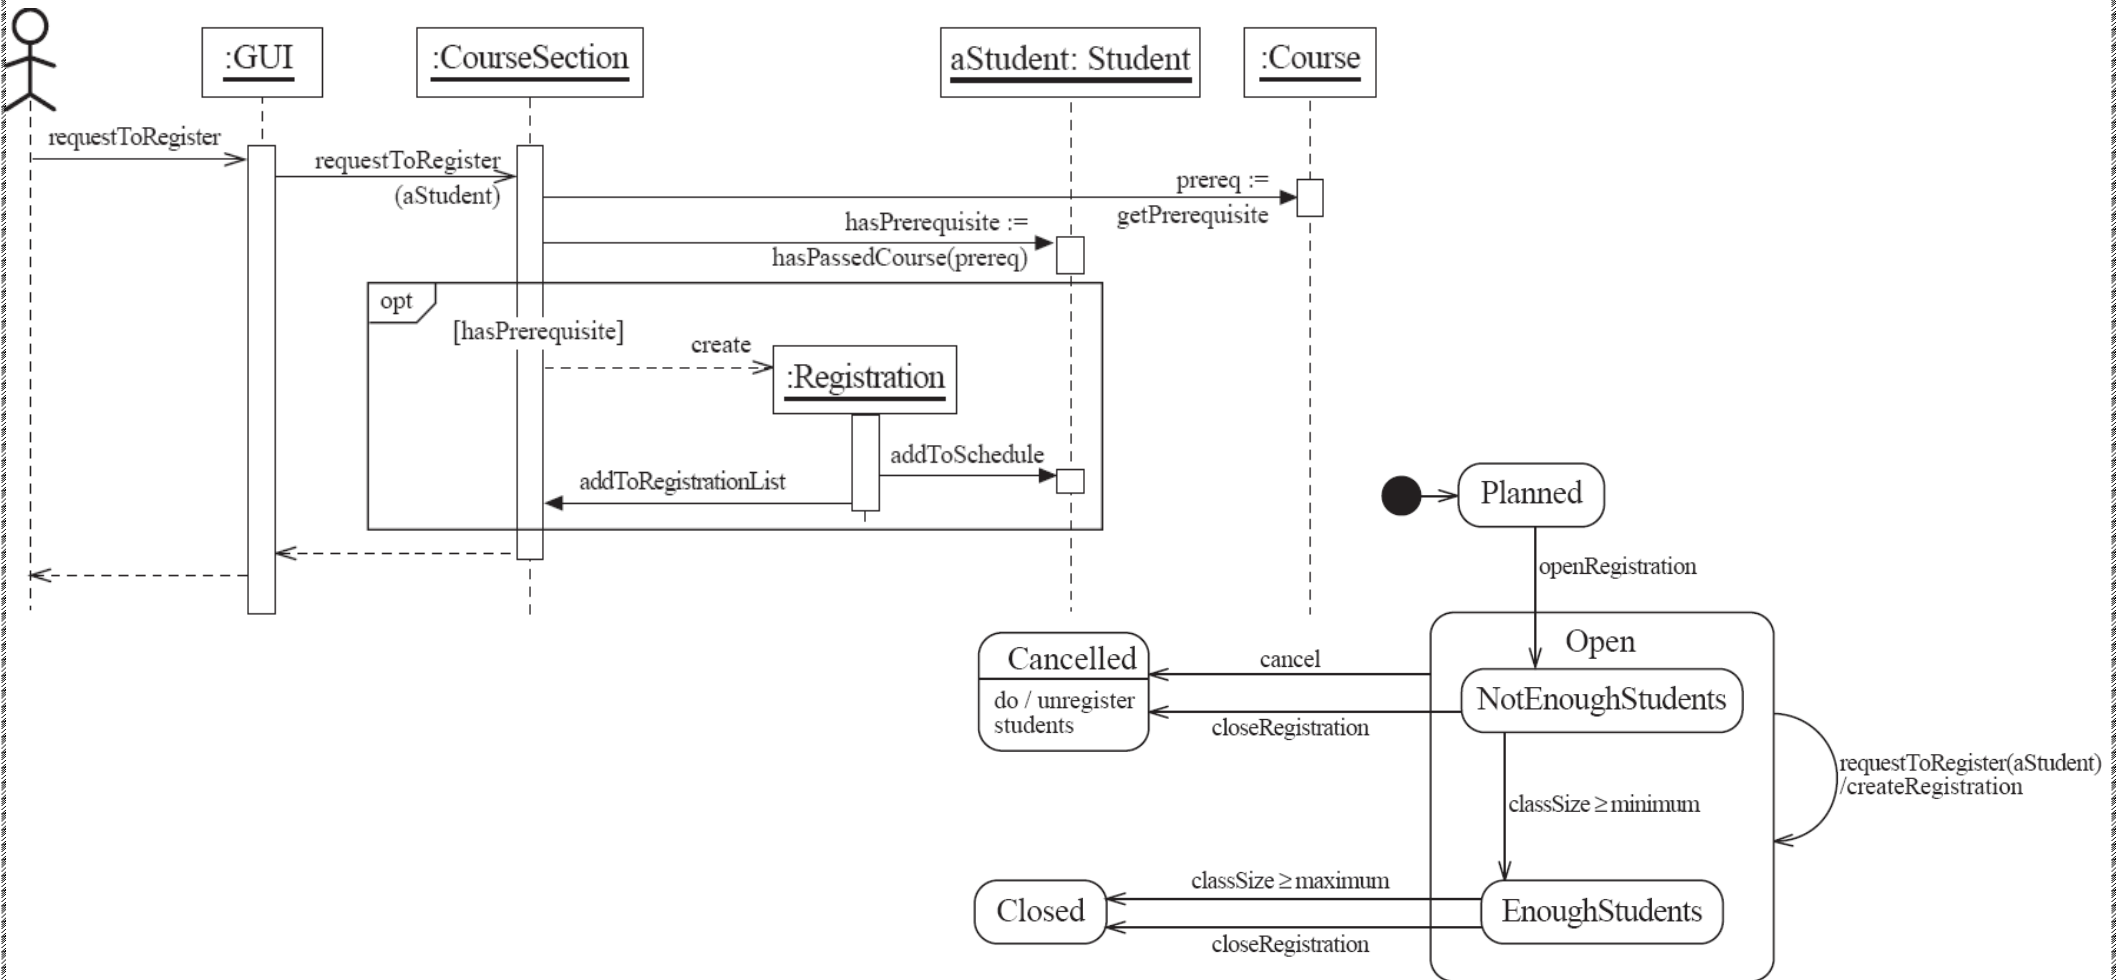 :GUI
:CourseSection
aStudent: Student
:Course
requestToRegister
requestToRegister
(aStudent)
prereq :=
getPrerequisite
hasPrerequisite :=
hasPassedCourse(prereq)
opt
[hasPrerequisite]
create
:Registration
addToSchedule
addToRegistrationList
Planned
openRegistration
Open
Cancelled
do / unregister
students
cancel
NotEnoughStudents
closeRegistration
requestToRegister(aStudent)
/createRegistration
classSize ≥ minimum
classSize ≥ maximum
Closed
EnoughStudents
closeRegistration